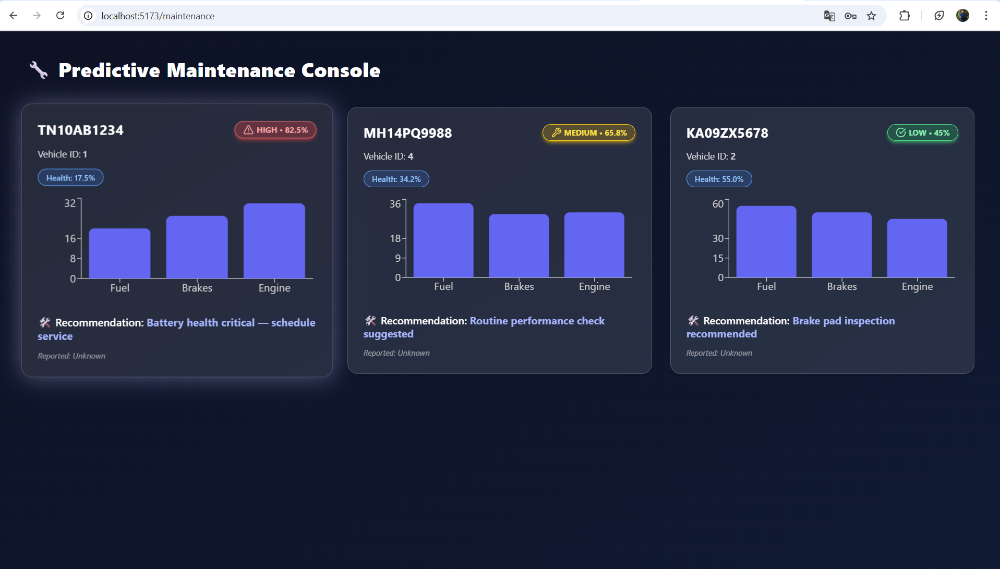 localhost:5173/maintenance
Predictive Maintenance Console
TN10AB1234
HIGH • 82.5%
Vehicle ID: 1
Health: 17.5%
32
16
8
0
Fuel Brakes Engine
Recommendation: Battery health critical — schedule
service
Reported: Unknown
MH14PQ9988
MEDIUM • 65.8%
Vehicle ID: 4
Health: 34.2%
36
18
9
0
Fuel Brakes Engine
Recommendation: Routine performance check
suggested
Reported: Unknown
KA09ZX5678
LOW • 45%
Vehicle ID: 2
Health: 55.0%
60
30
15
0
Fuel Brakes Engine
Recommendation: Brake pad inspection
recommended
Reported: Unknown